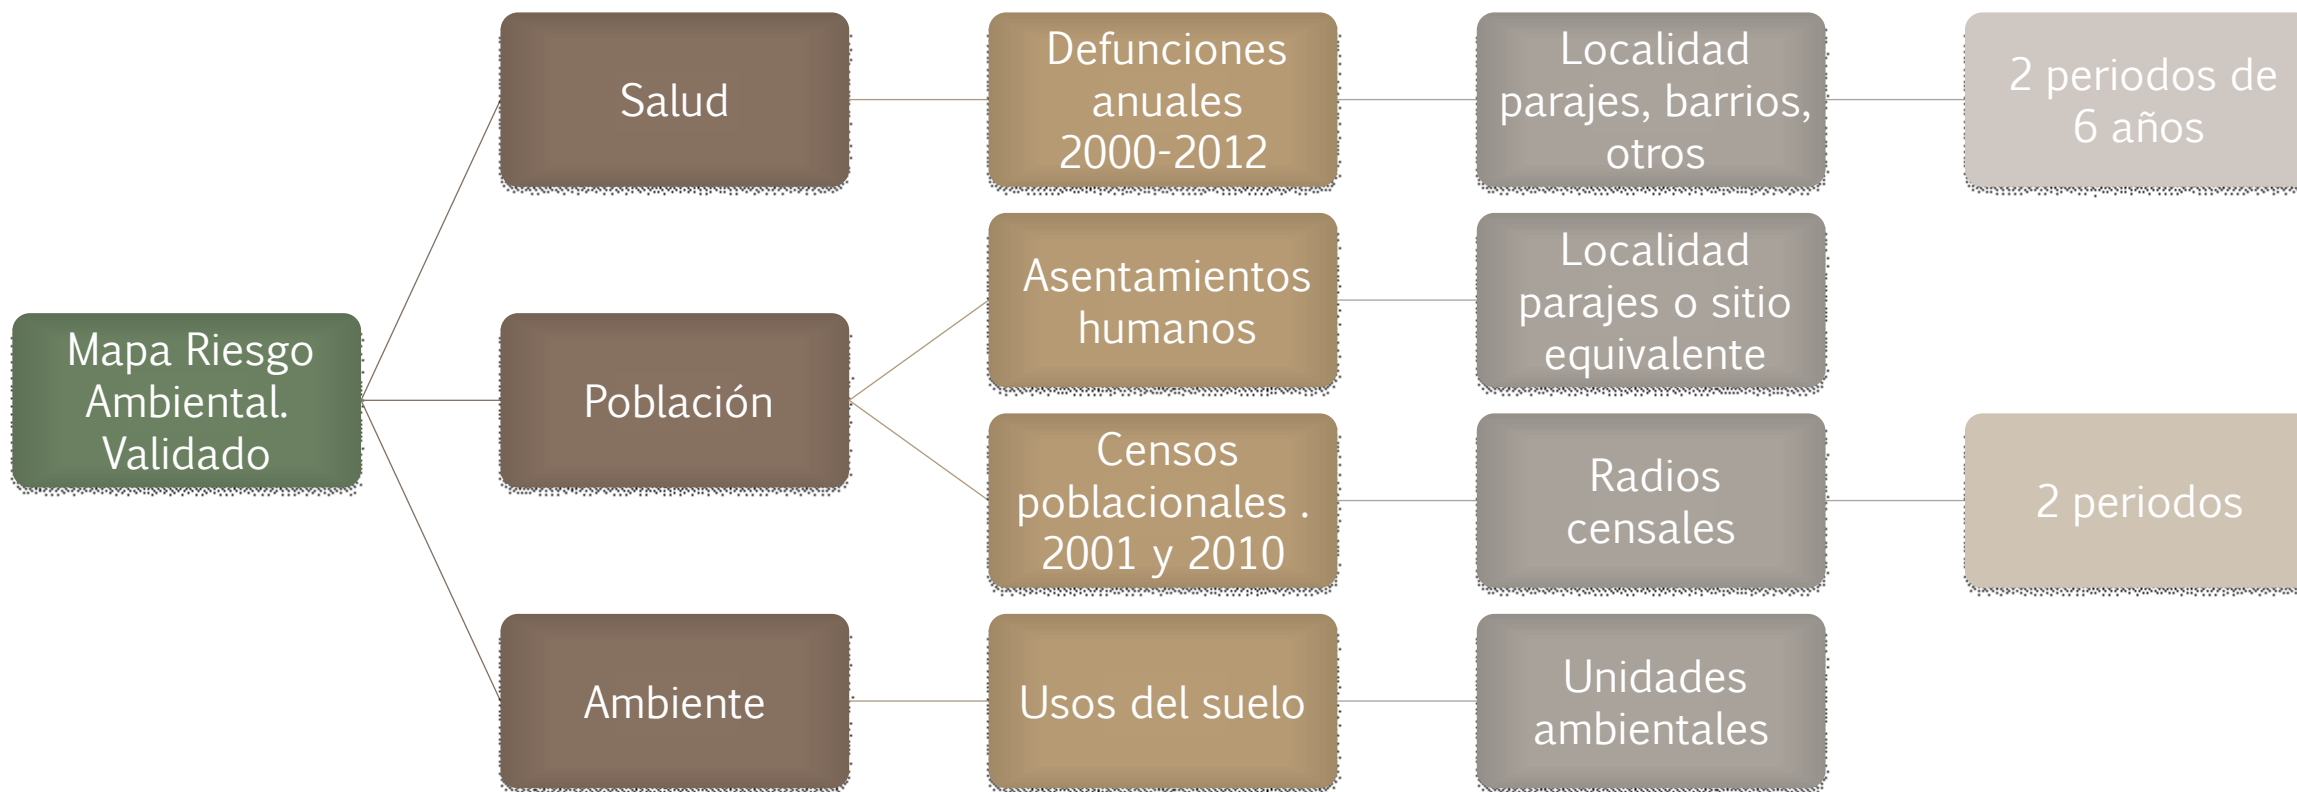 Mapa Riesgo
Ambiental.
Validado
Salud
Defunciones
anuales
2000-2012
Localidad
parajes, barrios,
otros
2 periodos de
6 años
Población
Asentamientos
humanos
Localidad
parajes o sitio
equivalente
Censos
poblacionales .
2001 y 2010
Radios
censales
2 periodos
Ambiente
Usos del suelo
Unidades
ambientales